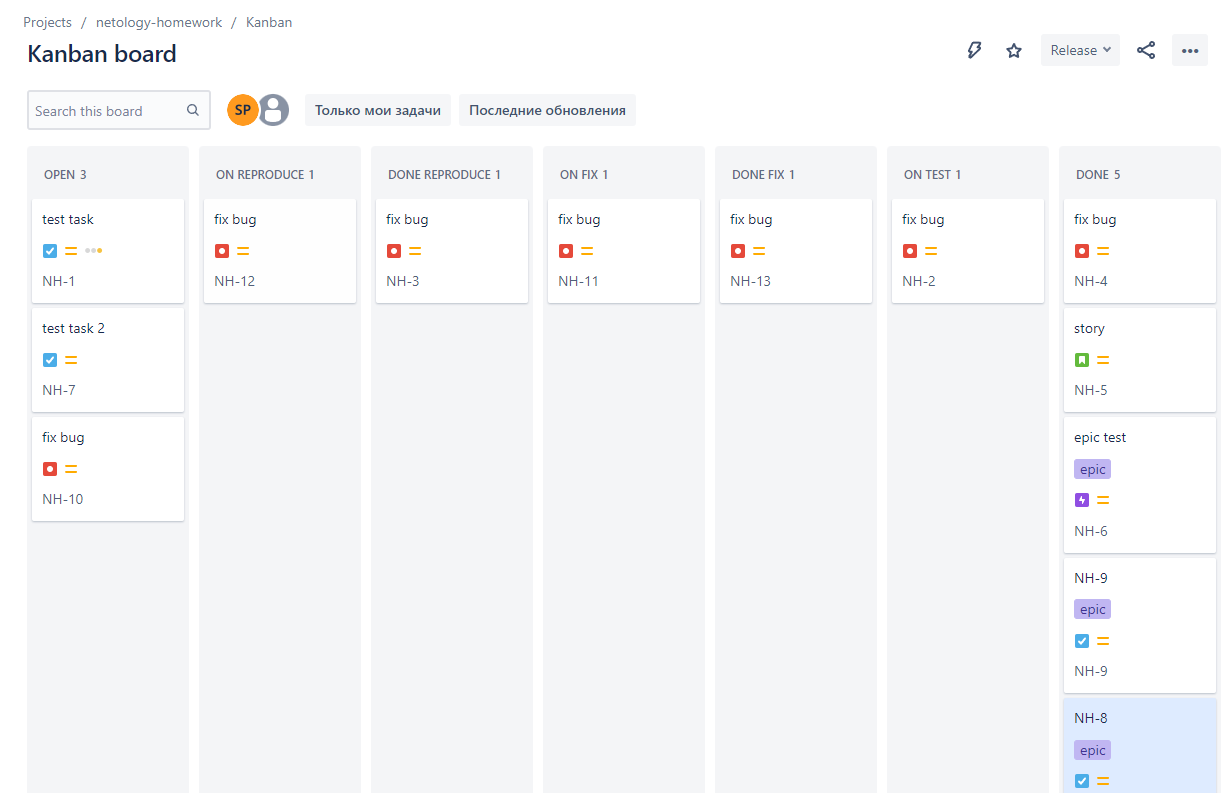 Projects / netology-homework / Kanban
Kanban board
Release
Search this board
SP
Только мои задачи
Последние обновления
OPEN 3
test task
NH-1
test task 2
NH-7
fix bug
NH-10
ON REPRODUCE 1
fix bug
NH-12
DONE REPRODUCE 1
fix bug
NH-3
ON FIX 1
fix bug
NH-11
DONE FIX 1
fix bug
NH-13
ON TEST 1
fix bug
NH-2
DONE 5
fix bug
NH-4
story
NH-5
epic test
epic
NH-6
NH-9
epic
NH-9
NH-8
epic